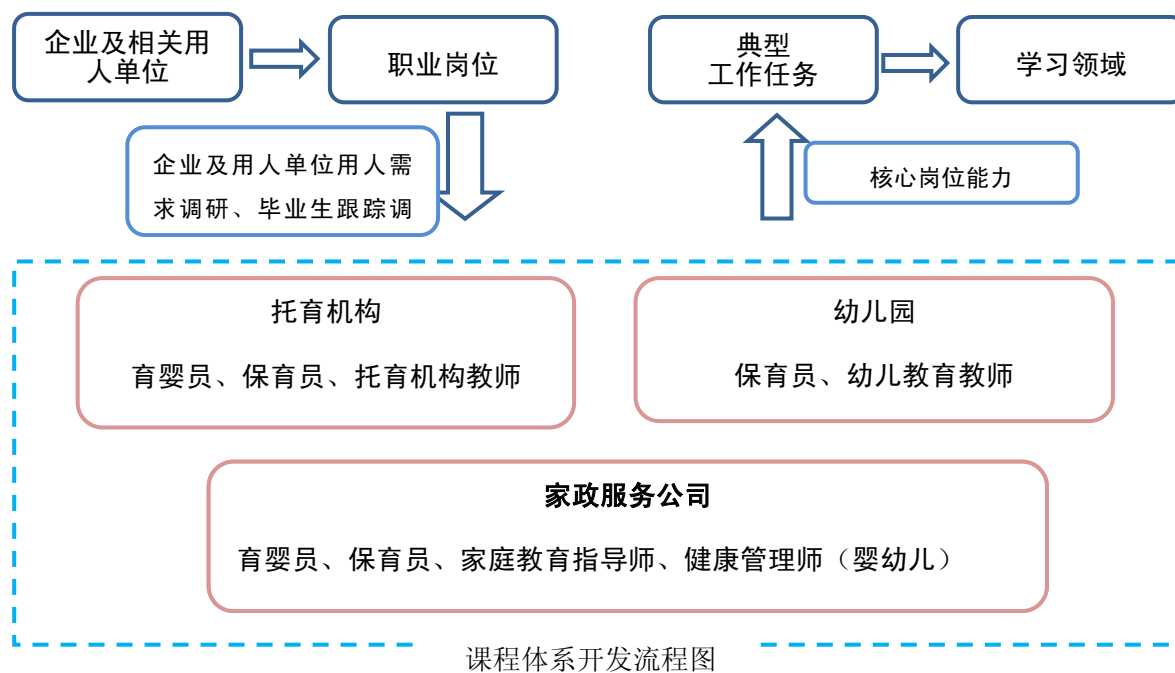 企业及相关用
人单位
职业岗位
典型
工作任务
学习领域
企业及用人单位用人需
求调研、毕业生跟踪调
核心岗位能力
托育机构
育婴员、保育员、托育机构教师
幼儿园
保育员、幼儿教育教师
家政服务公司
育婴员、保育员、家庭教育指导师、健康管理师（婴幼儿）
课程体系开发流程图